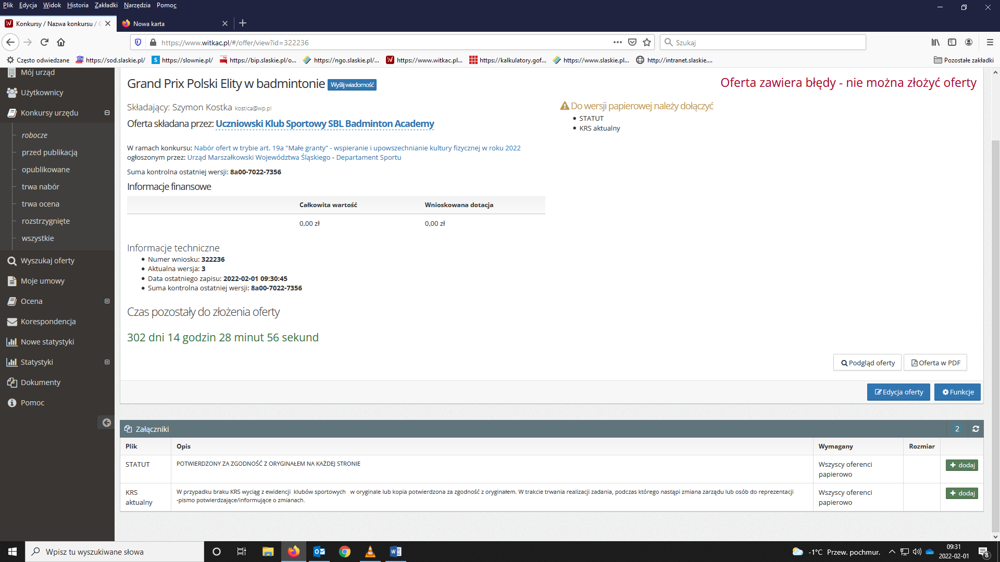 Plik Edycja Widok Historia Zakładki Narzędzia Pomoc
Konkursy / Nazwa konkursu / G
Nowa karta
https://www.witkac.pl/#/offer/view?id=322236
Szukaj
Często odwiedzane https://sod.slaskie.pl/ https://slownie.pl/ https://bip.slaskie.pl/o... https://ngo.slaskie.pl/... https://www.witkac.pl... https://kalkulatory.gof... https://www.slaskie.pl... http://intranet.slaskie.... Pozostałe zakładki
Mój urząd
Użytkownicy
Konkursy urzędu
robocze
przed publikacją
opublikowane
trwa nabór
trwa ocena
rozstrzygnięte
wszystkie
Wyszukaj oferty
Moje umowy
Ocena
Korespondencja
Nowe statystyki
Statystyki
Dokumenty
Pomoc
Grand Prix Polski Elity w badmintonie Wyślij wiadomość
Oferta zawiera błędy - nie można złożyć oferty
Składający: Szymon Kostka kostica@wp.pl
Oferta składana przez: Uczniowski Klub Sportowy SBL Badminton Academy
Do wersji papierowej należy dołączyć
STATUT
KRS aktualny
W ramach konkursu: Nabór ofert w trybie art. 19a "Małe granty" - wspieranie i upowszechnianie kultury fizycznej w roku 2022
ogłoszonym przez: Urząd Marszałkowski Województwa Śląskiego - Departament Sportu
Suma kontrolna ostatniej wersji: 8a00-7022-7356
Informacje finansowe
Całkowita wartość Wnioskowana dotacja
0,00 zł 0,00 zł
Informacje techniczne
Numer wniosku: 322236
Aktualna wersja: 3
Data ostatniego zapisu: 2022-02-01 09:30:45
Suma kontrolna ostatniej wersji: 8a00-7022-7356
Czas pozostały do złożenia oferty
302 dni 14 godzin 28 minut 56 sekund
Podgląd oferty Oferta w PDF
Edycja oferty Funkcje
Załączniki 2
Plik Opis Wymagany Rozmiar
STATUT POTWIERDZONY ZA ZGODNOŚĆ Z ORYGINAŁEM NA KAŻDEJ STRONIE Wszyscy oferenci dodaj
papierowo
KRS W przypadku braku KRS wyciąg z ewidencji klubów sportowych w oryginale lub kopia potwierdzona za zgodność z oryginałem. W trakcie trwania realizacji zadania, podczas którego nastąpi zmiana zarządu lub osób do reprezentacji Wszyscy oferenci dodaj
aktualny -pismo potwierdzające/informujące o zmianach. papierowo
Wpisz tu wyszukiwane słowa
-1°C Przew. pochmur.
09:31
2022-02-01
8